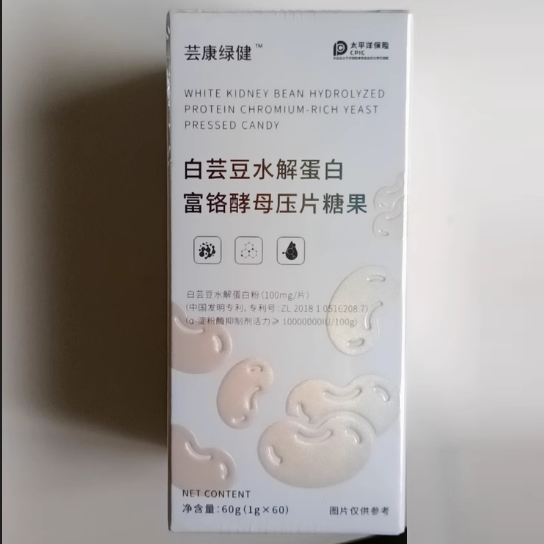 芸康绿健™
太平洋保险
CPIC
WHITE KIDNEY BEAN HYDROLYZED
PROTEIN CHROMIUM-RICH YEAST
PRESSED CANDY
白芸豆水解蛋白
富铬酵母压片糖果
白芸豆水解蛋白粉(100mg/片)
(中国发明专利,专利号:ZL 2018 1 0516208.7)
(α-淀粉酶抑制剂活力≥10000000IU/100g)
NET CONTENT
净含量:60g(1g×60)
图片仅供参考